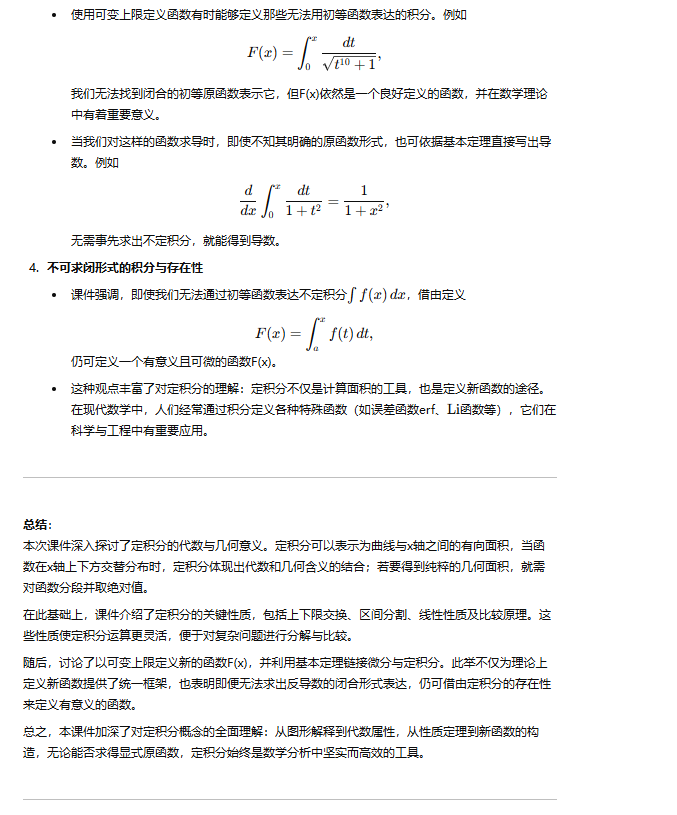 • 使用可变上限定义函数有时能够定义那些无法用初等函数表达的积分。例如
F(x) = ∫₀ˣ dt / √(t¹⁰ + 1),
我们无法找到闭合的初等原函数表示它，但F(x)依然是一个良好定义的函数，并在数学理论
中有着重要意义。
• 当我们对这样的函数求导时，即使不知其明确的原函数形式，也可依据基本定理直接写出导
数。例如
d/dx ∫₀ˣ dt / (1 + t²) = 1 / (1 + x²),
无需事先求出不定积分，就能得到导数。
4. 不可求闭形式的积分与存在性
• 课件强调，即使我们无法通过初等函数表达不定积分∫ f(x) dx，借由定义
F(x) = ∫ₐˣ f(t) dt,
仍可定义一个有意义且可微的函数F(x)。
• 这种观点丰富了对定积分的理解：定积分不仅是计算面积的工具，也是定义新函数的途径。
在现代数学中，人们经常通过积分定义各种特殊函数（如误差函数erf、Li函数等），它们在
科学与工程中有重要应用。
总结：
本次课件深入探讨了定积分的代数与几何意义。定积分可以表示为曲线与x轴之间的有向面积，当函
数在x轴上下方交替分布时，定积分体现出代数和几何含义的结合；若要得到纯粹的几何面积，就需
对函数分段并取绝对值。
在此基础上，课件介绍了定积分的关键性质，包括上下限交换、区间分割、线性性质及比较原理。这
些性质使定积分运算更灵活，便于对复杂问题进行分解与比较。
随后，讨论了以可变上限定义新的函数F(x)，并利用基本定理链接微分与定积分。此举不仅为理论上
定义新函数提供了统一框架，也表明即便无法求出反导数的闭合形式表达，仍可借由定积分的存在性
来定义有意义的函数。
总之，本课件加深了对定积分概念的全面理解：从图形解释到代数属性，从性质定理到新函数的构
造，无论能否求得显式原函数，定积分始终是数学分析中坚实而高效的工具。